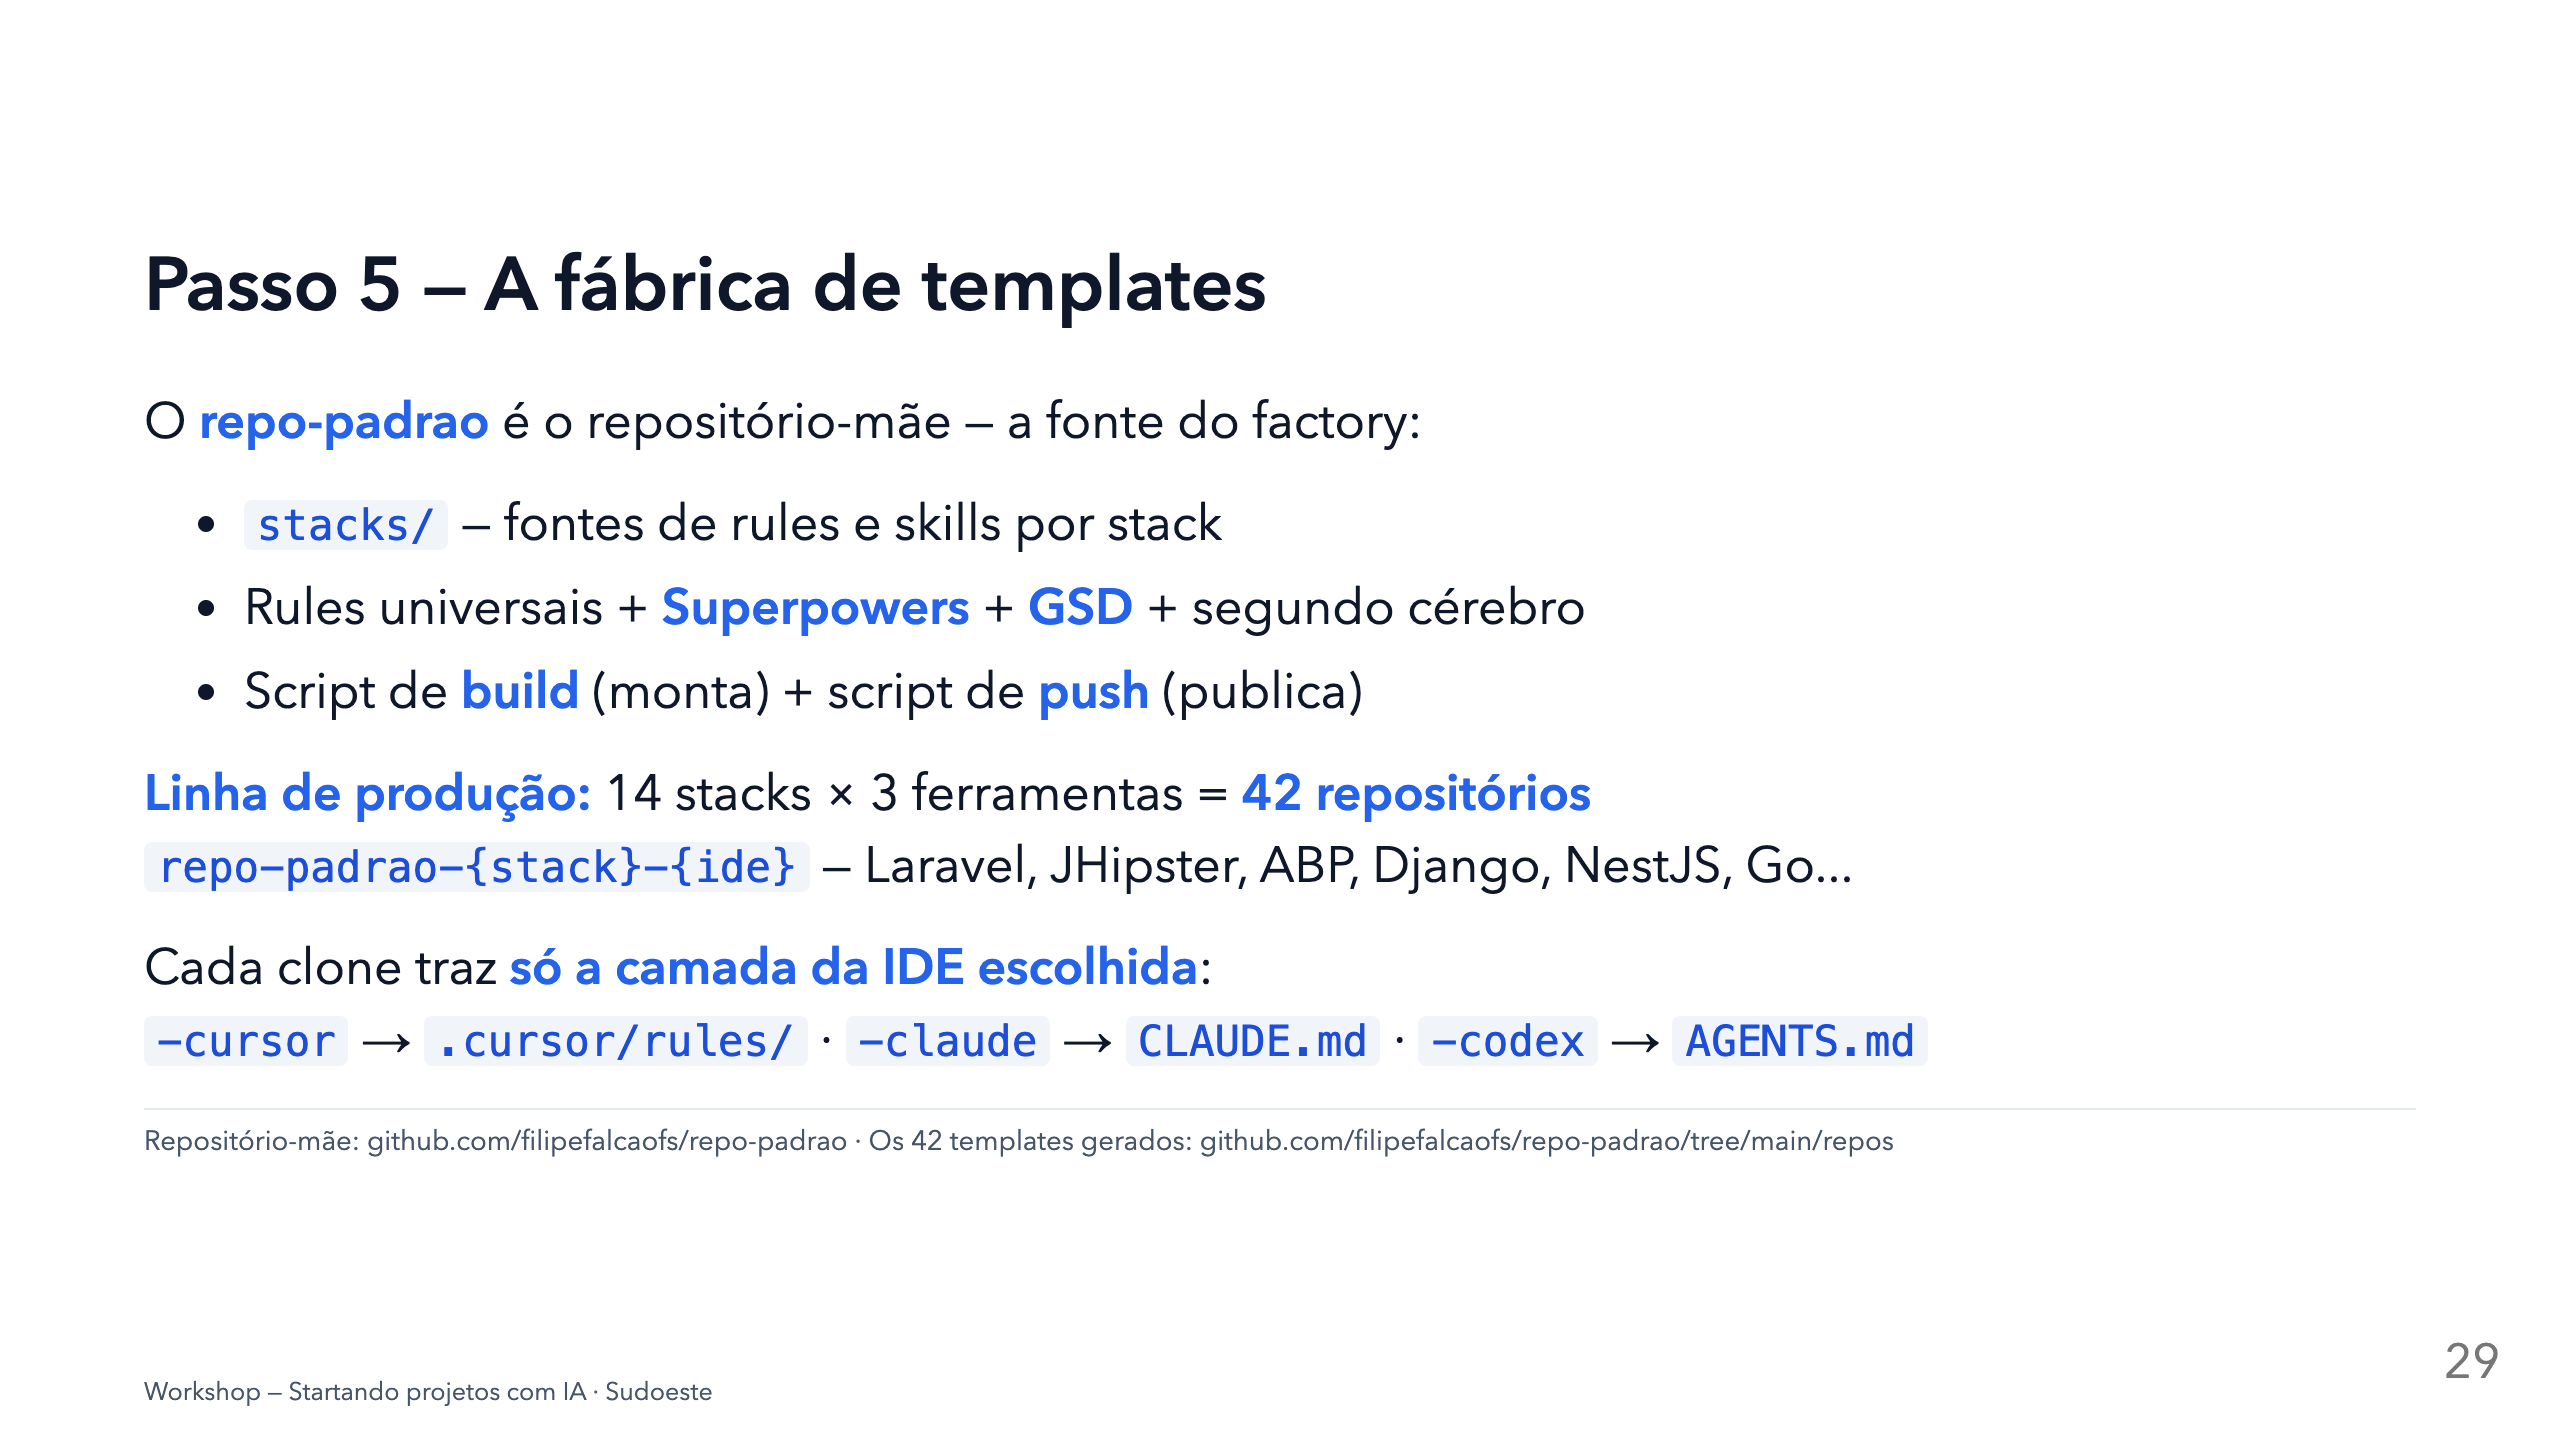 Passo 5 – A fábrica de templates
O repo-padrao é o repositório-mãe – a fonte do factory:
• stacks/ – fontes de rules e skills por stack
• Rules universais + Superpowers + GSD + segundo cérebro
• Script de build (monta) + script de push (publica)
Linha de produção: 14 stacks × 3 ferramentas = 42 repositórios
repo-padrao-{stack}-{ide} – Laravel, JHipster, ABP, Django, NestJS, Go...
Cada clone traz só a camada da IDE escolhida:
-cursor → .cursor/rules/ · -claude → CLAUDE.md · -codex → AGENTS.md
Repositório-mãe: github.com/filipefalcaofs/repo-padrao · Os 42 templates gerados: github.com/filipefalcaofs/repo-padrao/tree/main/repos
Workshop – Startando projetos com IA · Sudoeste
29